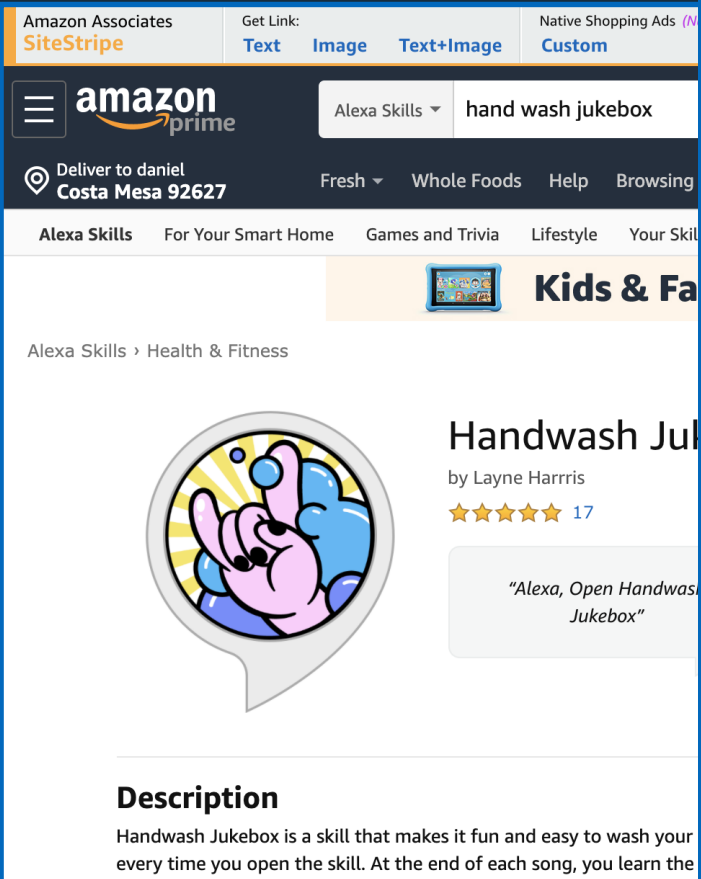 Amazon Associates
SiteStripe
Get Link:
Text Image Text+Image
Native Shopping Ads
Custom
amazon
prime
Alexa Skills
hand wash jukebox
Deliver to daniel
Costa Mesa 92627
Fresh Whole Foods Help Browsing
Alexa Skills For Your Smart Home Games and Trivia Lifestyle Your Skil
Kids & Fa
Alexa Skills › Health & Fitness
Handwash Juk
by Layne Harrris
17
“Alexa, Open Handwash
Jukebox”
Description
Handwash Jukebox is a skill that makes it fun and easy to wash your
every time you open the skill. At the end of each song, you learn the